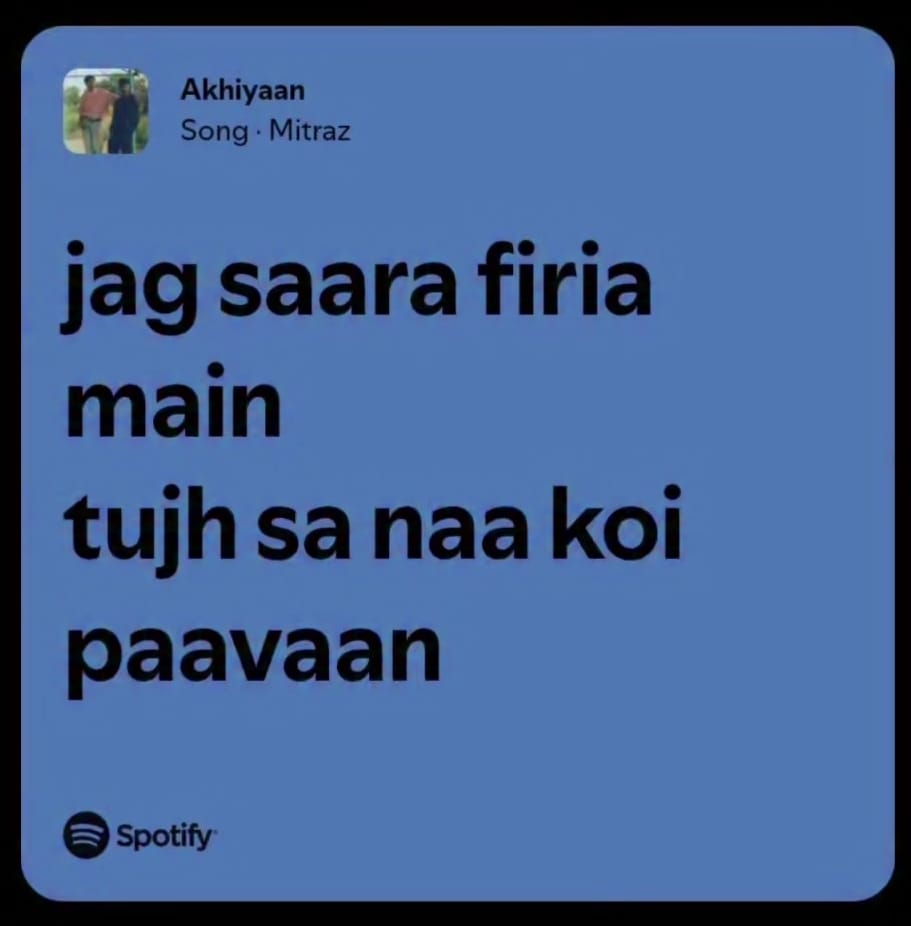 Akhiyaan
Song · Mitraz
jag saara firia
main
tujh sa naa koi
paavaan
Spotify